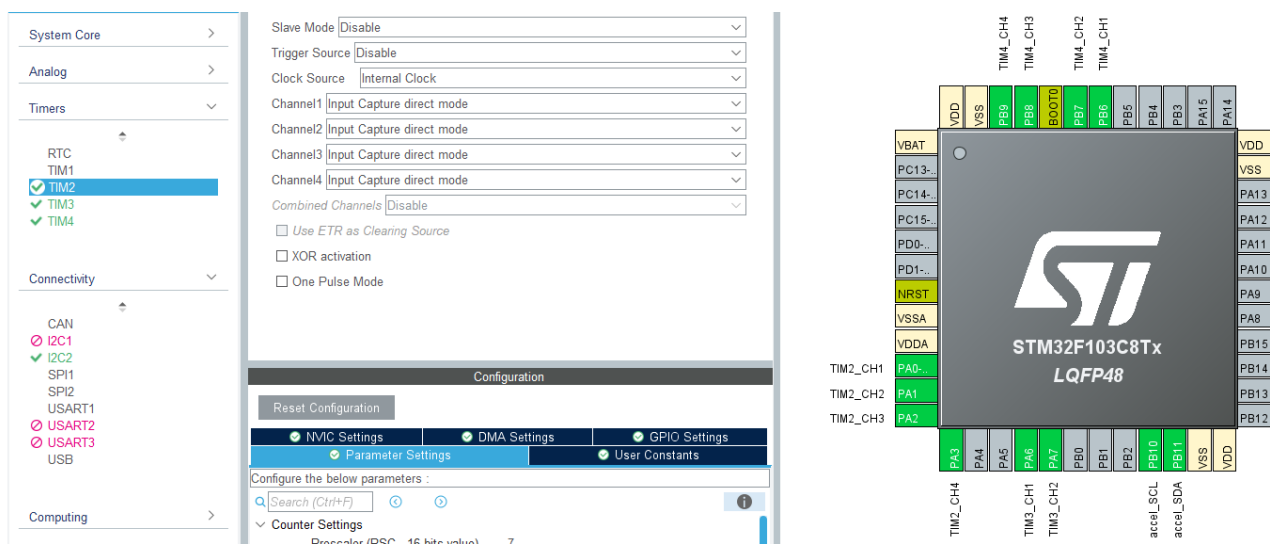 System Core
Analog
Timers
RTC
TIM1
TIM2
TIM3
TIM4
Connectivity
CAN
I2C1
I2C2
SPI1
SPI2
USART1
USART2
USART3
USB
Computing
Slave Mode Disable
Trigger Source Disable
Clock Source Internal Clock
Channel1 Input Capture direct mode
Channel2 Input Capture direct mode
Channel3 Input Capture direct mode
Channel4 Input Capture direct mode
Combined Channels Disable
Use ETR as Clearing Source
XOR activation
One Pulse Mode
Configuration
Reset Configuration
NVIC Settings DMA Settings GPIO Settings
Parameter Settings User Constants
Configure the below parameters :
Search (Ctrl+F)
Counter Settings
Prescaler (PSC - 16 bits value) 7
TIM4_CH4 TIM4_CH3 TIM4_CH2 TIM4_CH1
VDD VSS PB9 PB8 BOOT0 PB7 PB6 PB5 PB4 PB3 PA15 PA14
VBAT
PC13-..
PC14-..
PC15-..
PD0-..
PD1-..
NRST
VSSA
VDDA
TIM2_CH1 PA0-..
TIM2_CH2 PA1
TIM2_CH3 PA2
ST
STM32F103C8Tx
LQFP48
VDD
VSS
PA13
PA12
PA11
PA10
PA9
PA8
PB15
PB14
PB13
PB12
PA3 PA4 PA5 PA6 PA7 PB0 PB1 PB2 PB10 PB11 VSS VDD
TIM2_CH4 TIM3_CH1 TIM3_CH2 accel_SCL accel_SDA